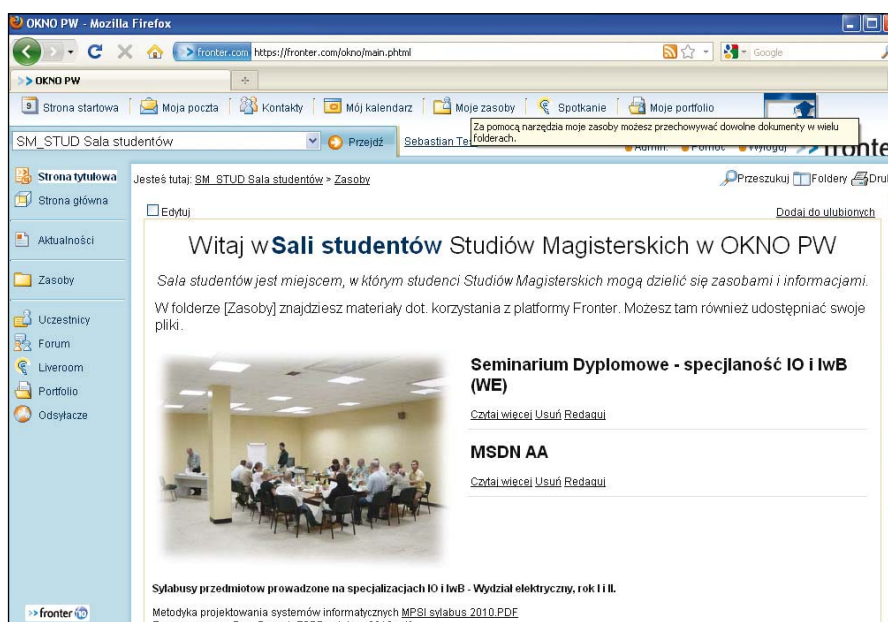 OKNO PW - Mozilla Firefox
fronter.com https://fronter.com/okno/main.phtml
Google
>> OKNO PW
Strona startowa Moja poczta Kontakty Mój kalendarz Moje zasoby Spotkanie Moje portfolio
Za pomocą narzędzia moje zasoby możesz przechowywać dowolne dokumenty w wielu
folderach.
SM_STUD Sala studentów Przejdź Sebastian
Strona tytułowa
Strona główna
Aktualności
Zasoby
Uczestnicy
Forum
Liveroom
Portfolio
Odsyłacze
>> fronter 10
Jesteś tutaj: SM_STUD Sala studentów > Zasoby
Przeszukuj Foldery
Edytuj
Dodaj do ulubionych
Witaj w Sali studentów Studiów Magisterskich w OKNO PW
Sala studentów jest miejscem, w którym studenci Studiów Magisterskich mogą dzielić się zasobami i informacjami.
W folderze [Zasoby] znajdziesz materiały dot. korzystania z platformy Fronter. Możesz tam również udostępniać swoje
pliki.
Seminarium Dyplomowe - specjlaność IO i IwB
(WE)
Czytaj więcej Usuń Redaguj
MSDN AA
Czytaj więcej Usuń Redaguj
Sylabusy przedmiotow prowadzone na specjalizacjach IO i IwB - Wydział elektryczny, rok I i II.
Metodyka projektowania systemów informatycznych MPSI sylabus 2010.PDF